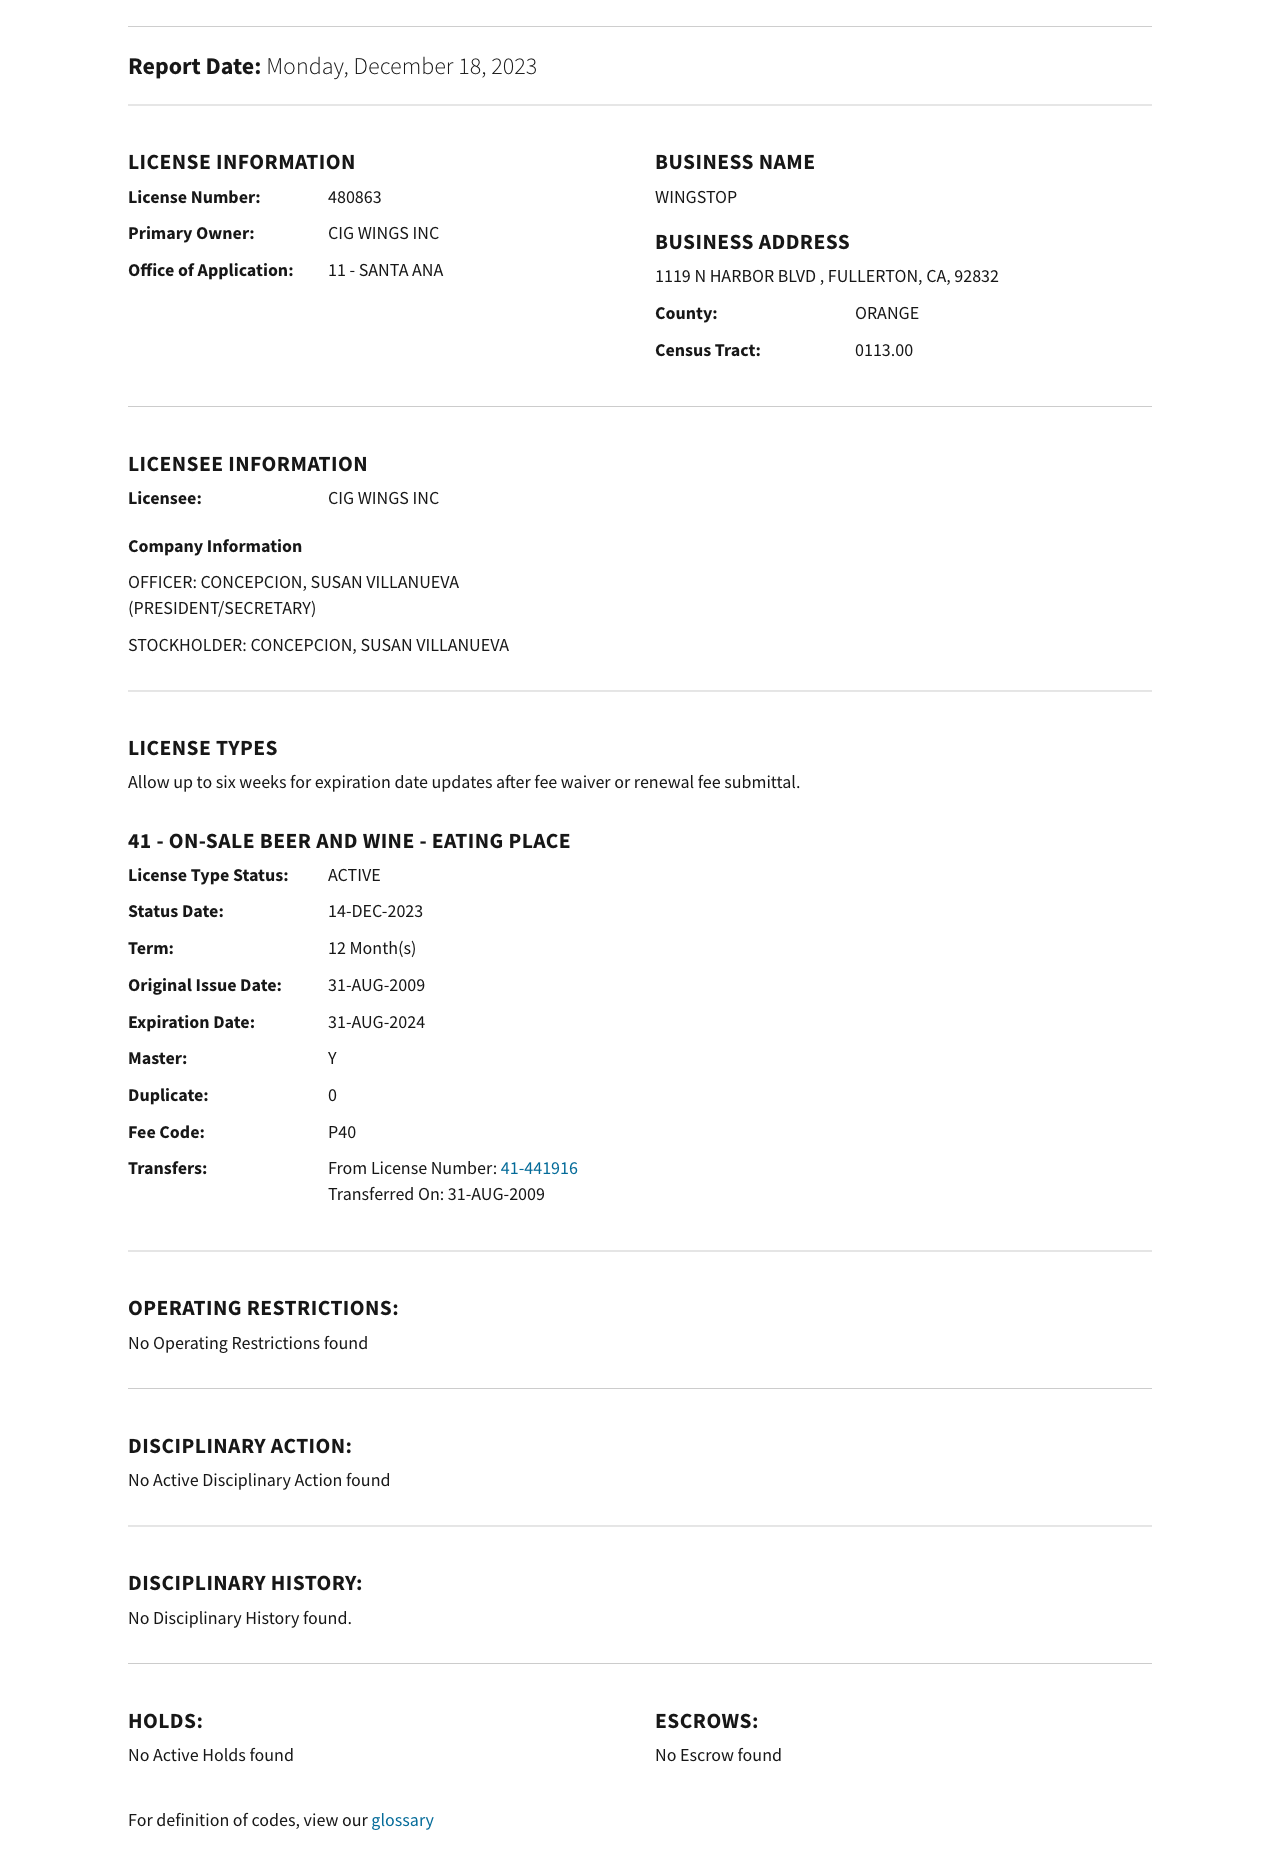 Report Date: Monday, December 18, 2023
LICENSE INFORMATION
License Number: 480863
Primary Owner: CIG WINGS INC
Office of Application: 11 - SANTA ANA
BUSINESS NAME
WINGSTOP
BUSINESS ADDRESS
1119 N HARBOR BLVD , FULLERTON, CA, 92832
County: ORANGE
Census Tract: 0113.00
LICENSEE INFORMATION
Licensee: CIG WINGS INC
Company Information
OFFICER: CONCEPCION, SUSAN VILLANUEVA
(PRESIDENT/SECRETARY)
STOCKHOLDER: CONCEPCION, SUSAN VILLANUEVA
LICENSE TYPES
Allow up to six weeks for expiration date updates after fee waiver or renewal fee submittal.
41 - ON-SALE BEER AND WINE - EATING PLACE
License Type Status: ACTIVE
Status Date: 14-DEC-2023
Term: 12 Month(s)
Original Issue Date: 31-AUG-2009
Expiration Date: 31-AUG-2024
Master: Y
Duplicate: 0
Fee Code: P40
Transfers: From License Number: 41-441916
Transferred On: 31-AUG-2009
OPERATING RESTRICTIONS:
No Operating Restrictions found
DISCIPLINARY ACTION:
No Active Disciplinary Action found
DISCIPLINARY HISTORY:
No Disciplinary History found.
HOLDS:
No Active Holds found
ESCROWS:
No Escrow found
For definition of codes, view our glossary